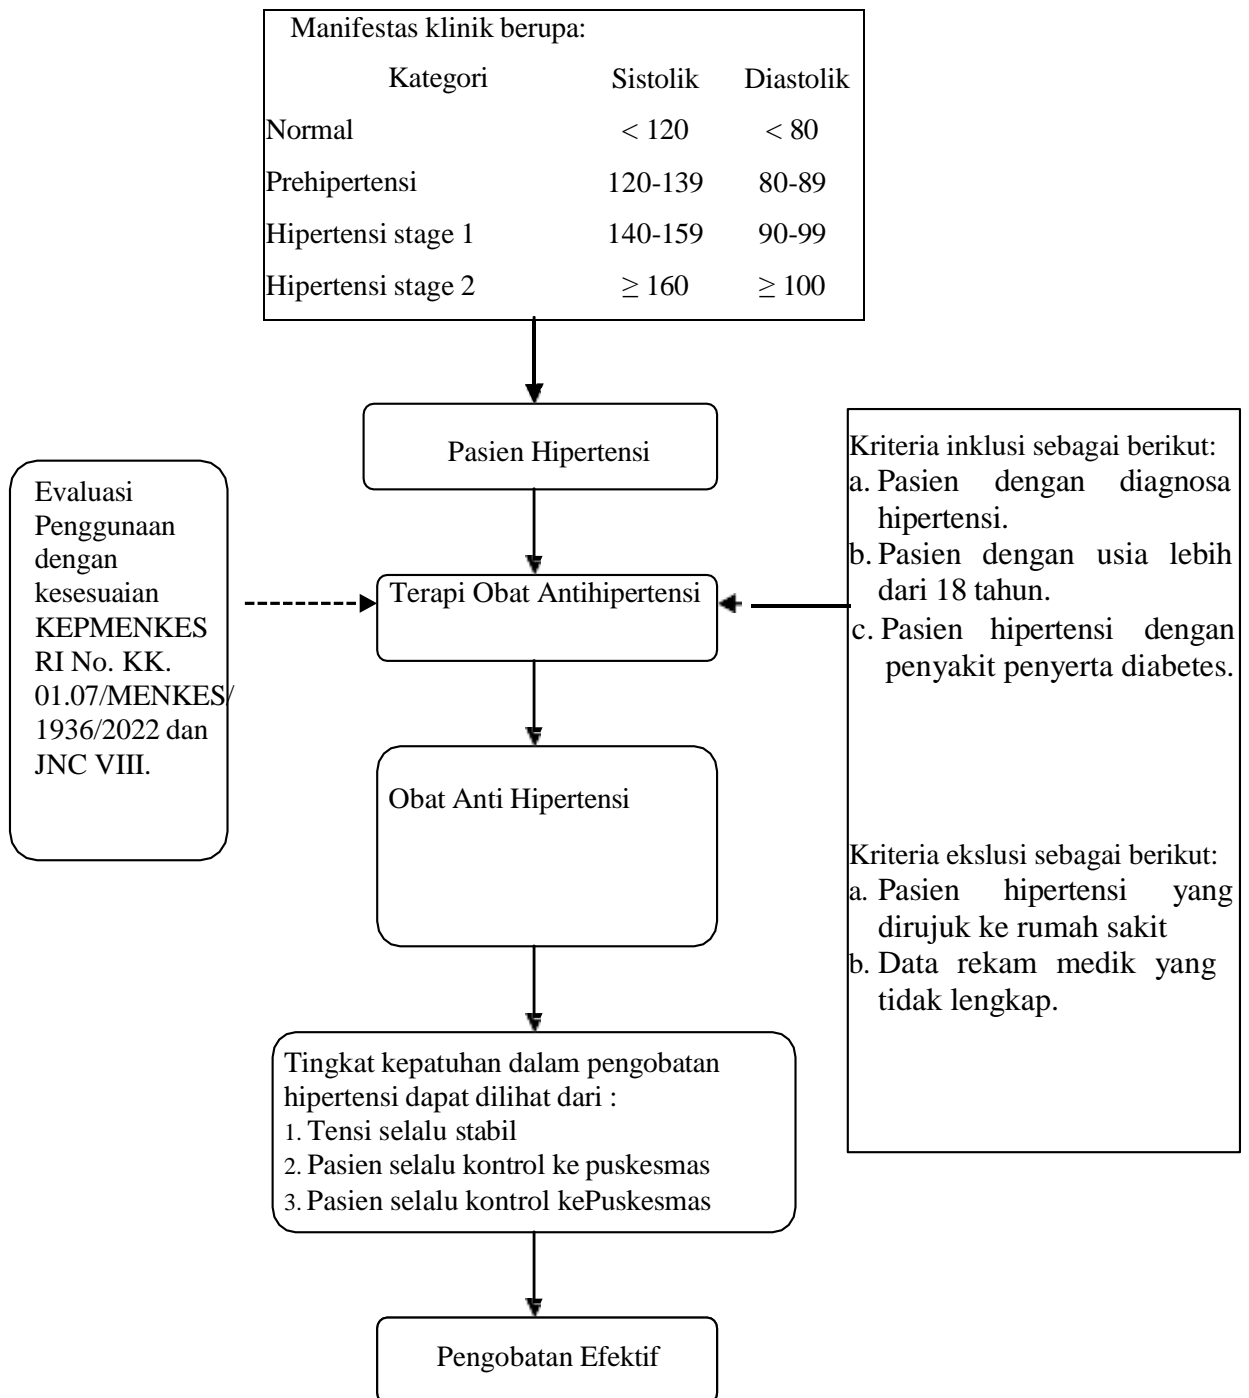 Manifestas klinik berupa:
Kategori Sistolik Diastolik
Normal < 120 < 80
Prehipertensi 120-139 80-89
Hipertensi stage 1 140-159 90-99
Hipertensi stage 2 ≥ 160 ≥ 100
Pasien Hipertensi
Evaluasi
Penggunaan
dengan
kesesuaian
KEPMENKES
RI No. KK.
01.07/MENKES/
1936/2022 dan
JNC VIII.
Terapi Obat Antihipertensi
Kriteria inklusi sebagai berikut:
a. Pasien dengan diagnosa
hipertensi.
b. Pasien dengan usia lebih
dari 18 tahun.
c. Pasien hipertensi dengan
penyakit penyerta diabetes.
Kriteria ekslusi sebagai berikut:
a. Pasien hipertensi yang
dirujuk ke rumah sakit
b. Data rekam medik yang
tidak lengkap.
Obat Anti Hipertensi
Tingkat kepatuhan dalam pengobatan
hipertensi dapat dilihat dari :
1. Tensi selalu stabil
2. Pasien selalu kontrol ke puskesmas
3. Pasien selalu kontrol kePuskesmas
Pengobatan Efektif